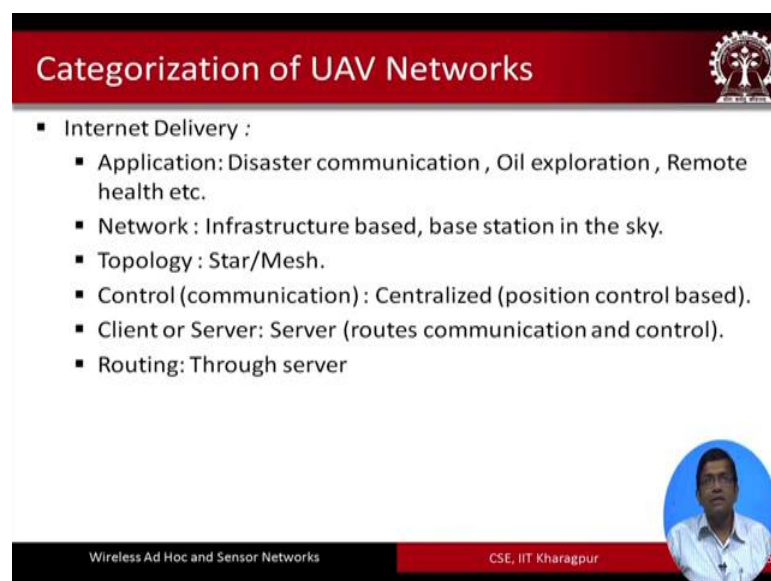 Categorization of UAV Networks
Internet Delivery :
Application: Disaster communication , Oil exploration , Remote
health etc.
Network : Infrastructure based, base station in the sky.
Topology : Star/Mesh.
Control (communication) : Centralized (position control based).
Client or Server: Server (routes communication and control).
Routing: Through server
Wireless Ad Hoc and Sensor Networks
CSE, IIT Kharagpur